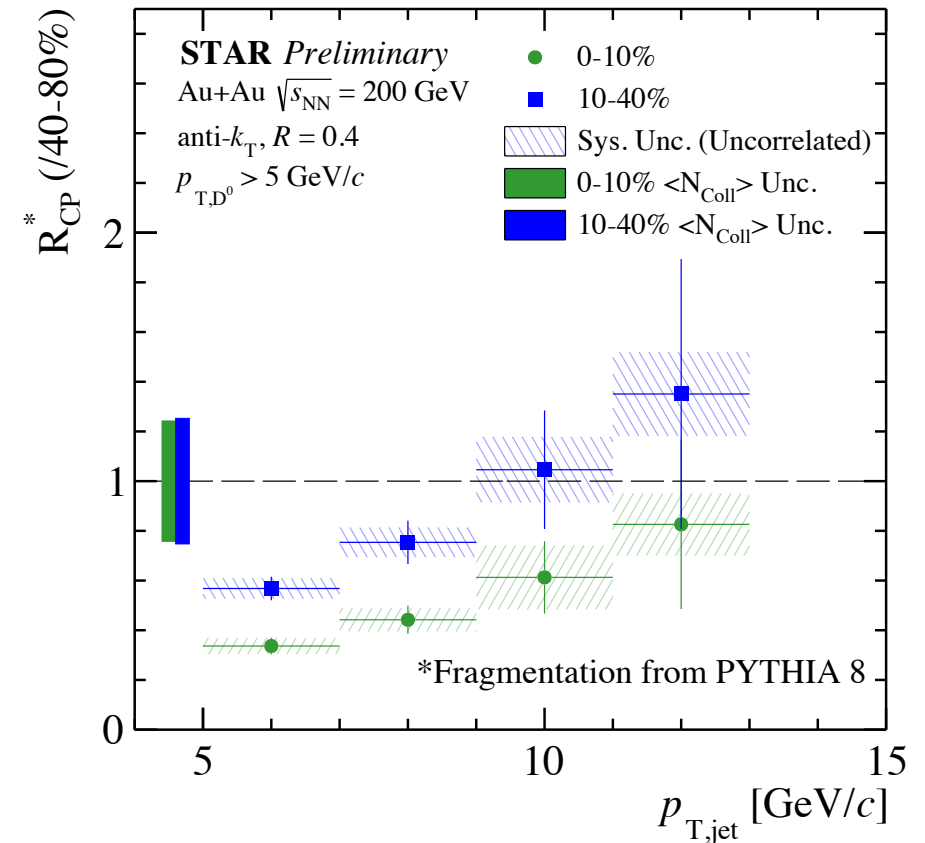 R*CP (/40-80%)
STAR Preliminary
Au+Au √sNN = 200 GeV
anti-kT, R = 0.4
pT,D0 > 5 GeV/c
0-10%
10-40%
Sys. Unc. (Uncorrelated)
0-10% <NColl> Unc.
10-40% <NColl> Unc.
2
1
0
*Fragmentation from PYTHIA 8
5 10 15
pT,jet [GeV/c]